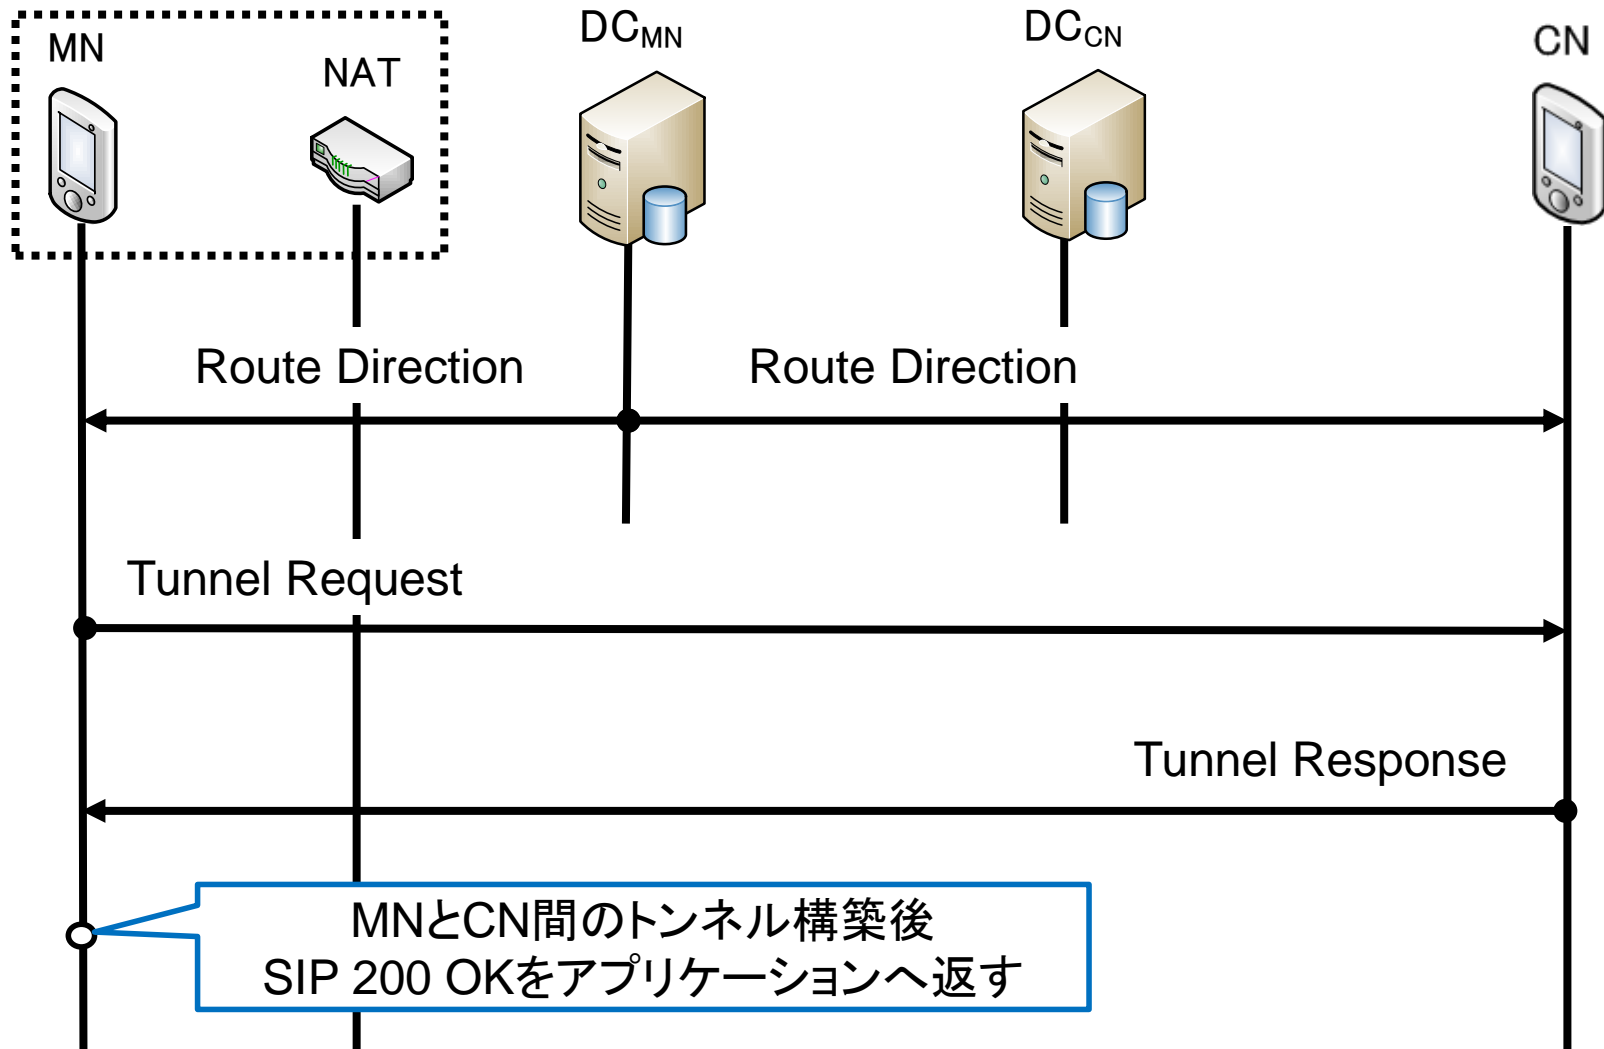 MN
NAT
DCMN
DCCN
CN
Route Direction
Route Direction
Tunnel Request
Tunnel Response
MNとCN間のトンネル構築後
SIP 200 OKをアプリケーションへ返す